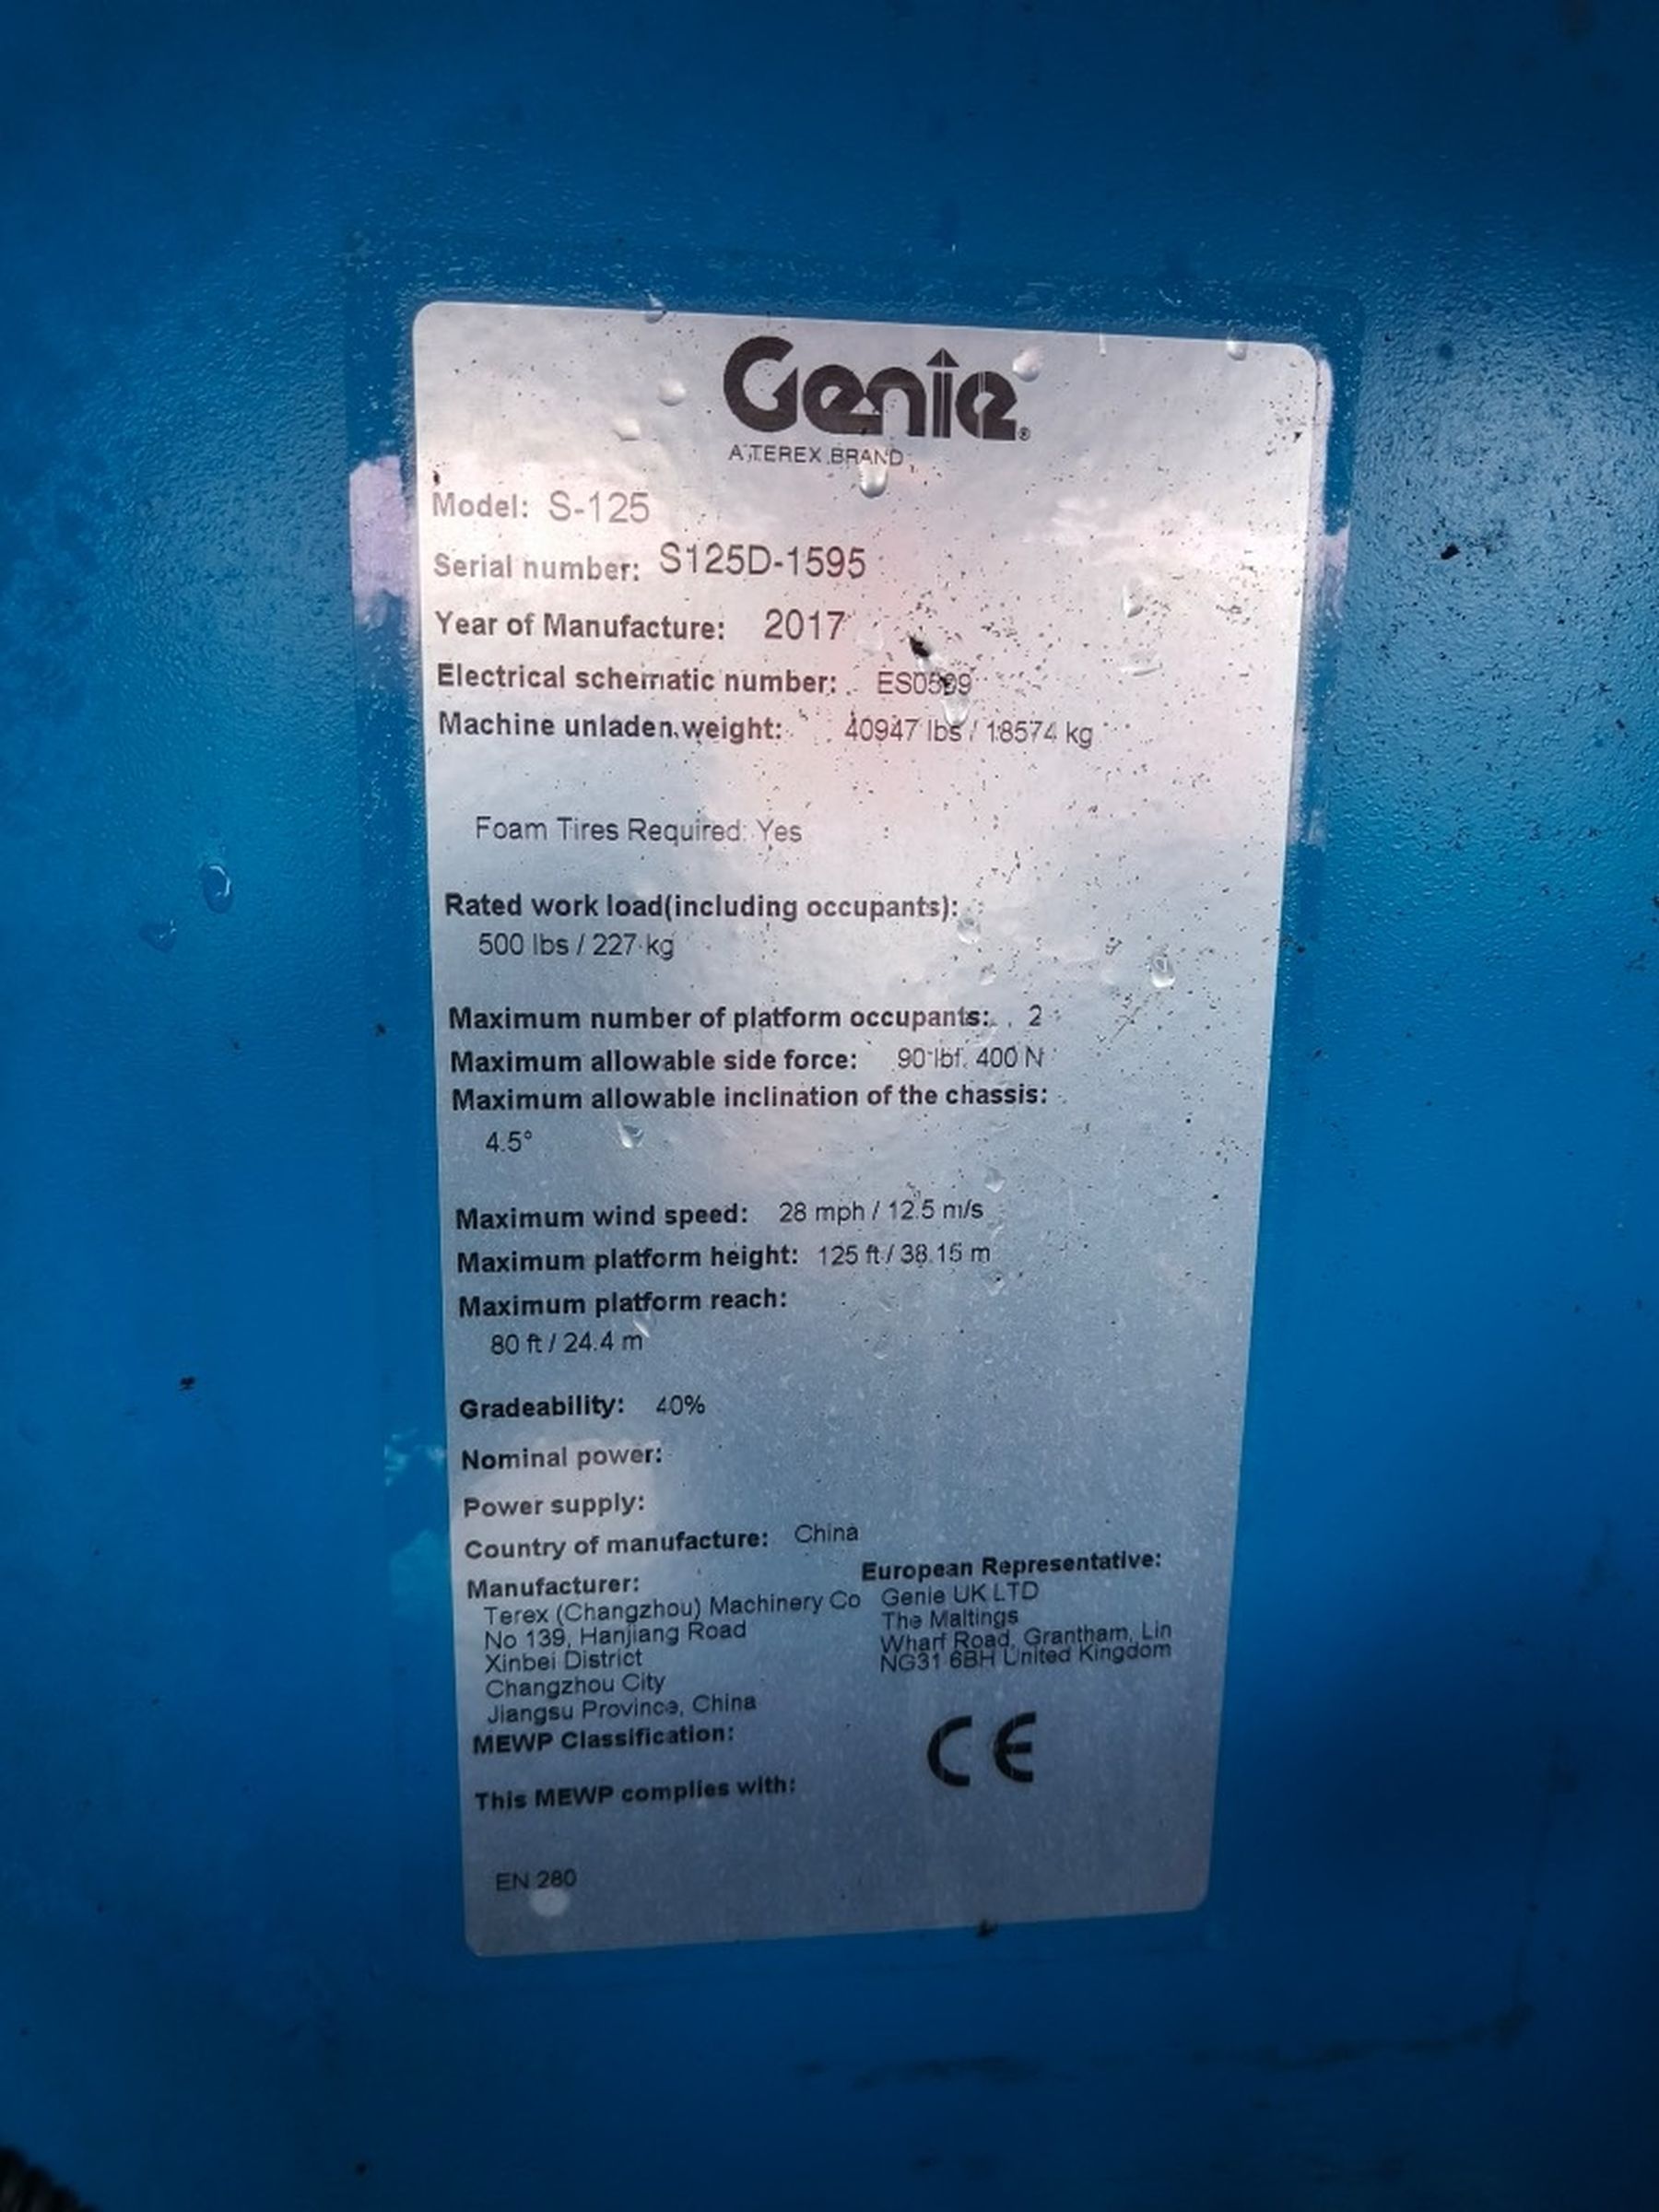 Genie®
A TEREX BRAND
Model: S-125
Serial number: S125D-1595
Year of Manufacture: 2017
Electrical schematic number:
Machine unladen weight: 40947 lbs / 18574 kg
Foam Tires Required: Yes
Rated work load(including occupants):
500 lbs / 227 kg
Maximum number of platform occupants: 2
Maximum allowable side force: 90 lbf, 400 N
Maximum allowable inclination of the chassis:
4.5°
Maximum wind speed: 28 mph / 12.5 m/s
Maximum platform height: 125 ft / 38.15 m
Maximum platform reach:
80 ft / 24.4 m
Gradeability: 40%
Nominal power:
Power supply:
Country of manufacture: China
Manufacturer:
Terex (Changzhou) Machinery Co
No 139, Hanjiang Road
Xinbei District
Changzhou City
Jiangsu Province, China
European Representative:
Genie UK LTD
The Maltings
Wharf Road, Grantham, Lin
NG31 6BH United Kingdom
MEWP Classification:
This MEWP complies with:
CE
EN 280